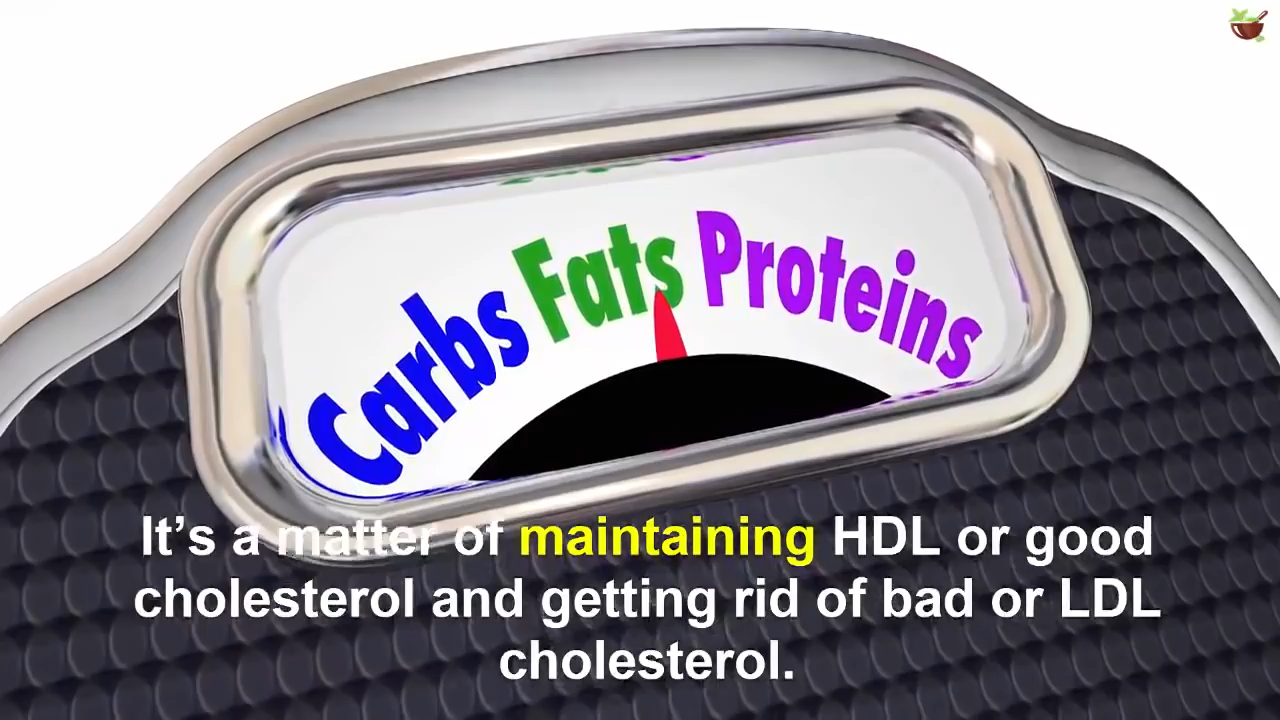 Carbs Fats Proteins
It’s a matter of maintaining HDL or good
cholesterol and getting rid of bad or LDL
cholesterol.